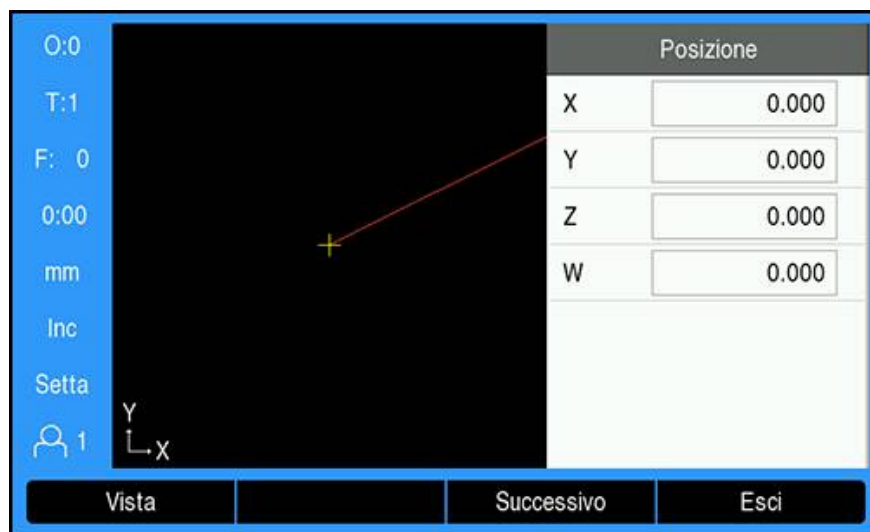 O:0
T:1
F: 0
0:00
mm
Inc
Setta
1
Y
X
Posizione
X 0.000
Y 0.000
Z 0.000
W 0.000
Vista Successivo Esci